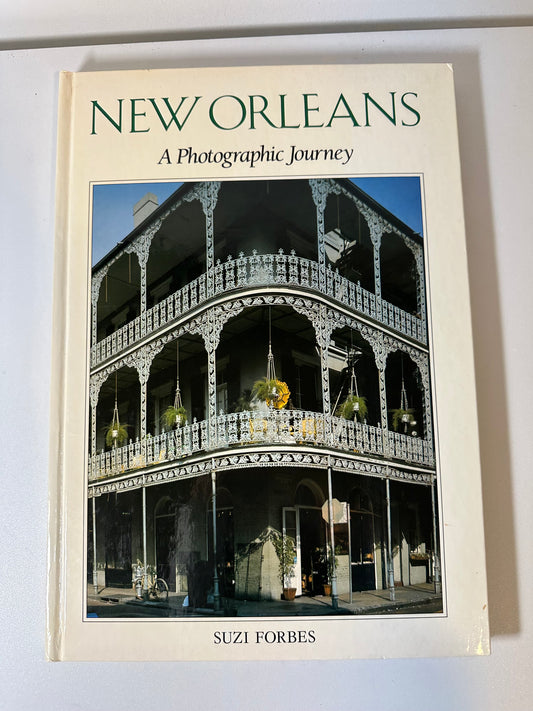 NEW ORLEANS
A Photographic Journey
SUZI FORBES